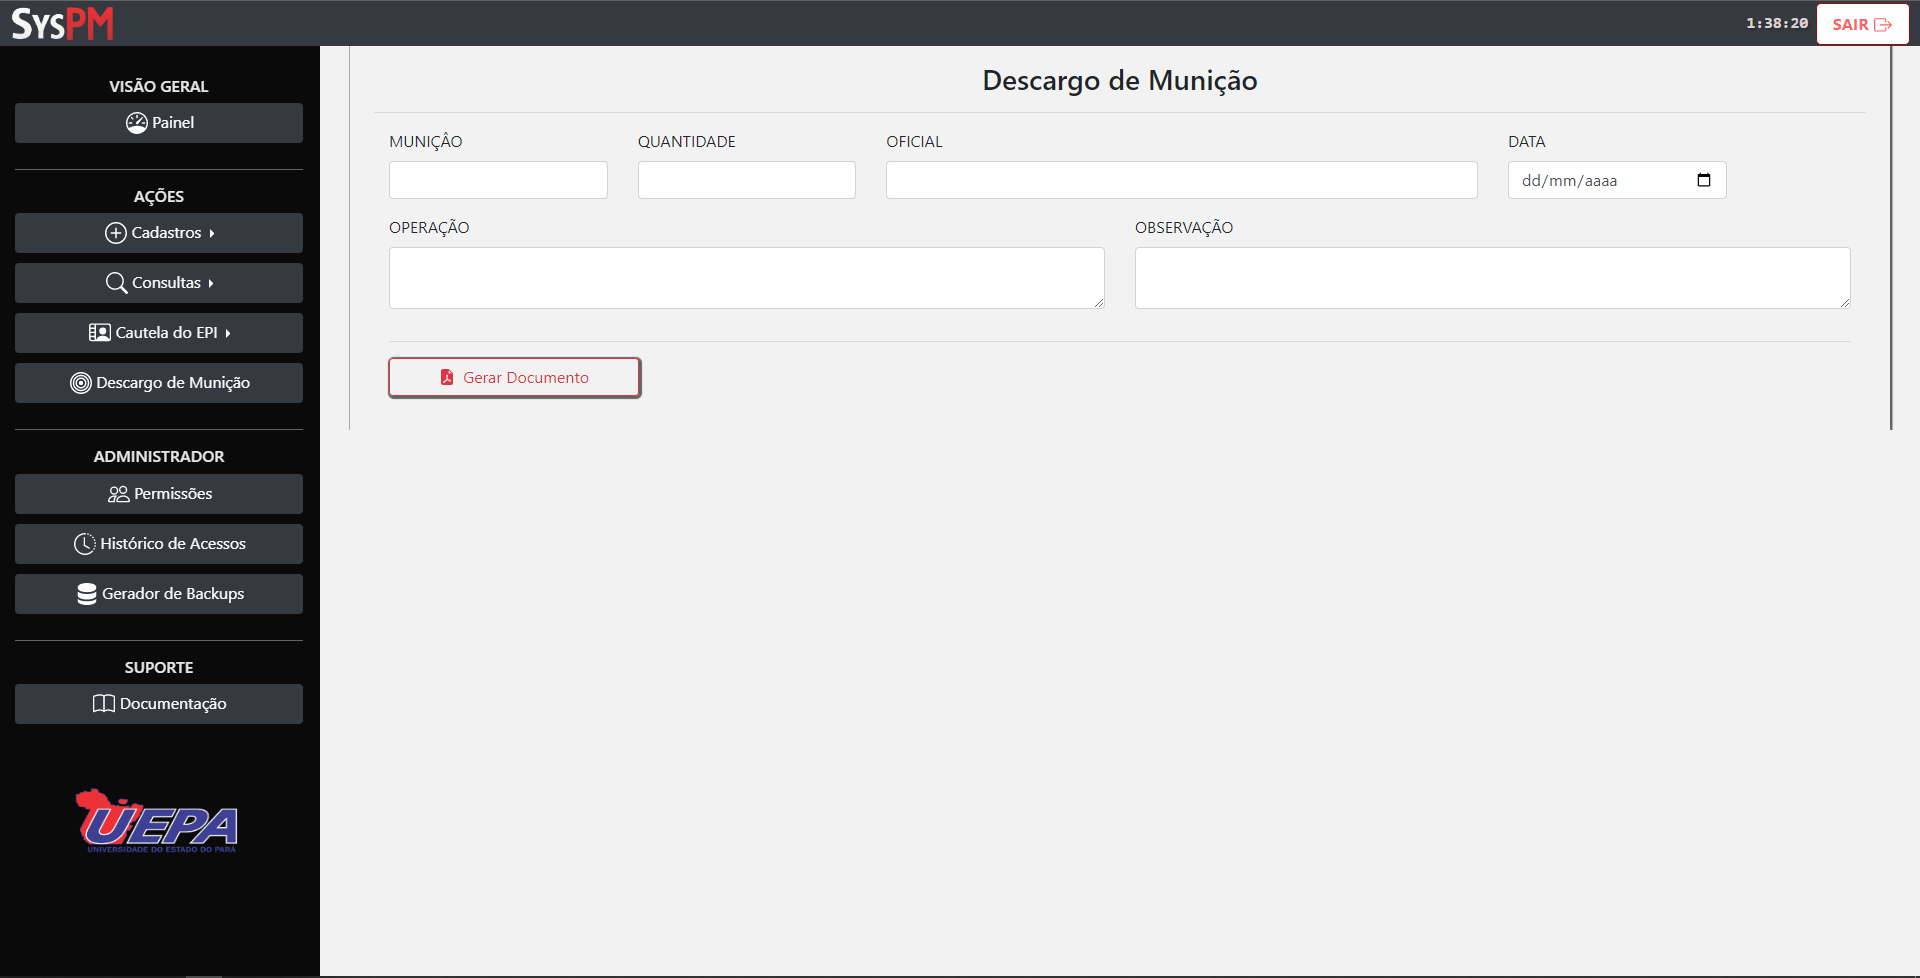 SysPM
1:38:20
SAIR
VISÃO GERAL
Painel
AÇÕES
Cadastros
Consultas
Cautela do EPI
Descargo de Munição
ADMINISTRADOR
Permissões
Histórico de Acessos
Gerador de Backups
SUPORTE
Documentação
UEPA
UNIVERSIDADE DO ESTADO DO PARÁ
Descargo de Munição
MUNIÇÂO
QUANTIDADE
OFICIAL
DATA
dd/mm/aaaa
OPERAÇÃO
OBSERVAÇÃO
Gerar Documento